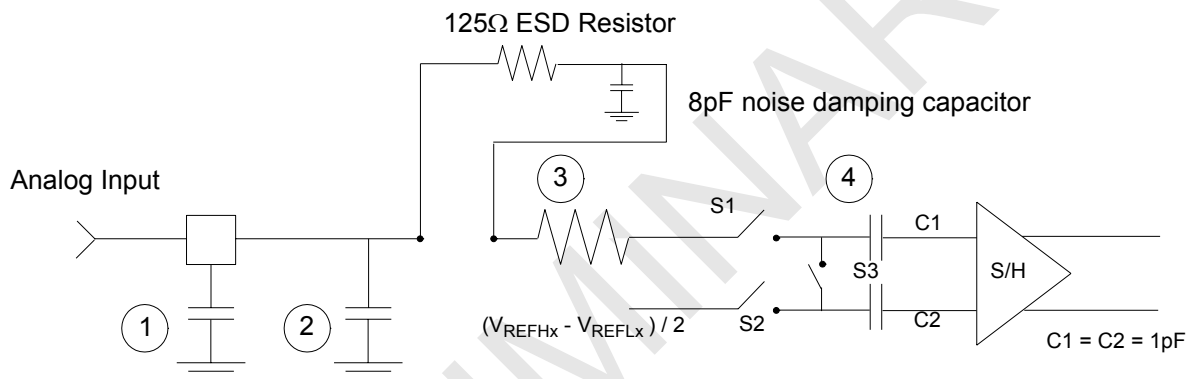 125Ω ESD Resistor
8pF noise damping capacitor
Analog Input
3
4
S1
C1
S3
S/H
1
2
(VREFHx - VREFLx ) / 2
S2
C2
C1 = C2 = 1pF
MINAR